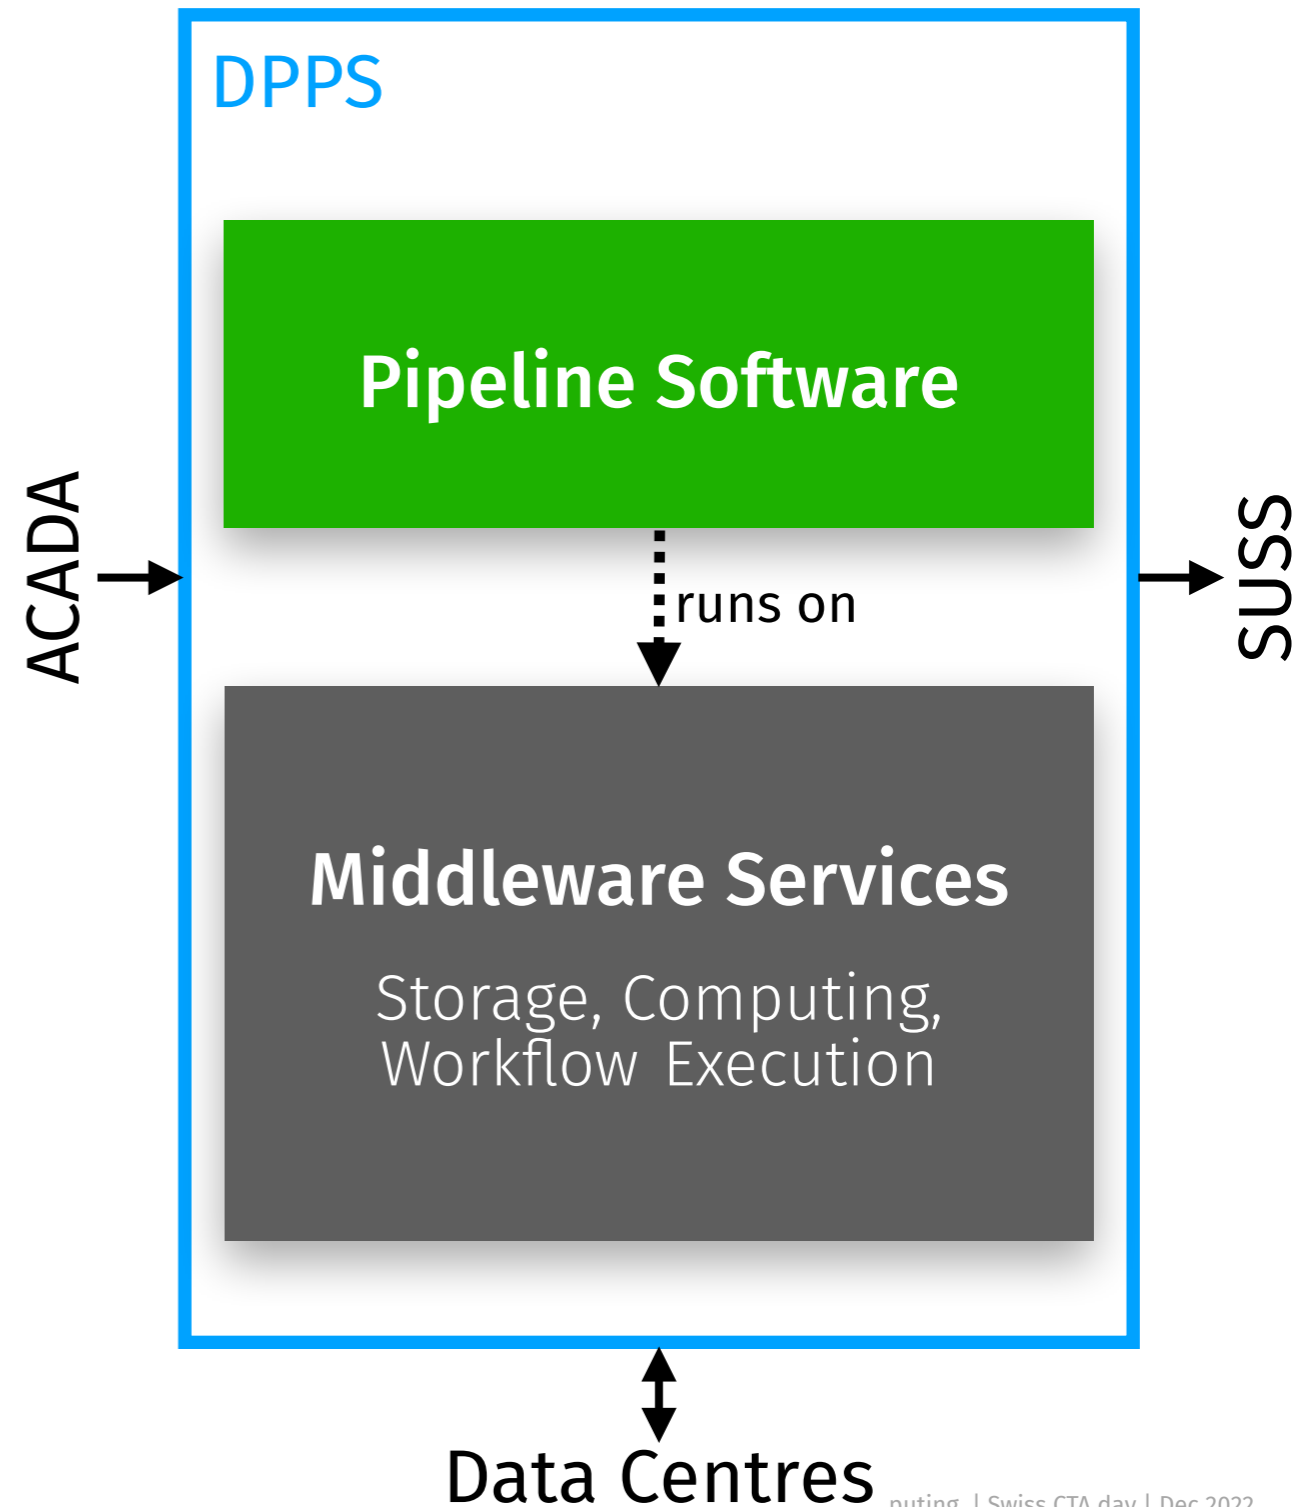 DPPS
Pipeline Software
ACADA
runs on
SUSS
Middleware Services
Storage, Computing,
Workflow Execution
Data Centres
puting | Swiss CTA day | Dec 2022